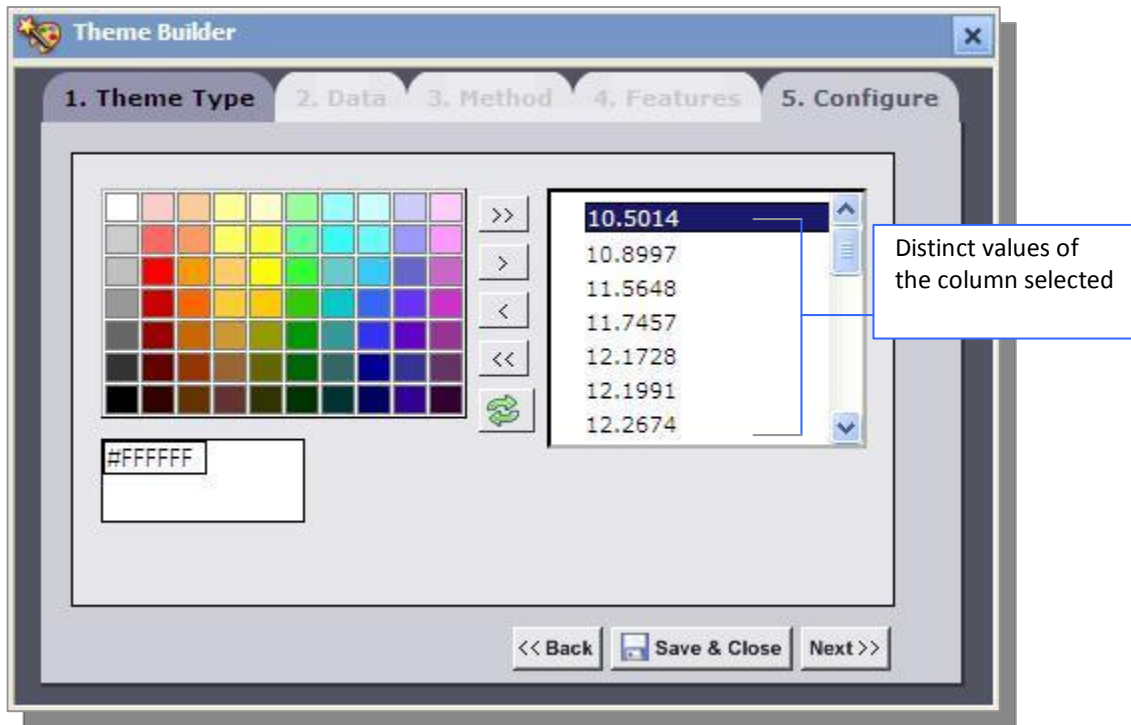 Theme Builder
1. Theme Type 2. Data 3. Method 4. Features 5. Configure
>>
>
<
<<
10.5014
10.8997
11.5648
11.7457
12.1728
12.1991
12.2674
Distinct values of
the column selected
#FFFFFF
<< Back Save & Close Next >>